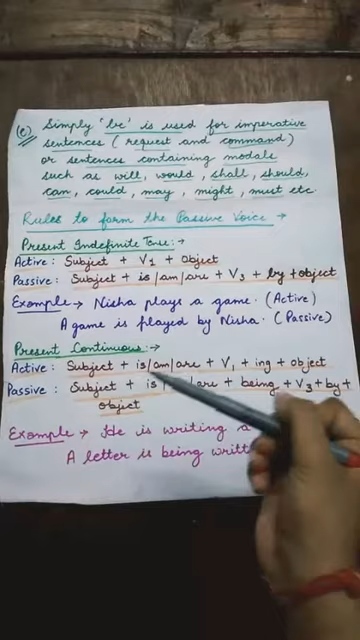 (c) Simply 'be' is used for imperative
sentences (request and command)
or sentences containing modals
such as will, would, shall, should,
can, could, may, might, must etc
Rules to form the Passive Voice →
Present Indefinite Tense:→
Active: Subject + V1 + object
Passive: Subject + is/am/are + V3 + by + object
Example → Nisha plays a game. (Active)
A game is played by Nisha. (Passive)
Present Continuous:→
Active: Subject + is/am/are + V1 + ing + object
Passive: Subject + is / are + being + V3 + by +
object
Example → He is writing a
A letter is being